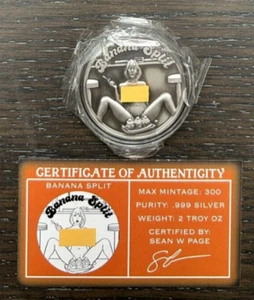 Banana Split
CERTIFICATE OF AUTHENTICITY
BANANA SPLIT
Banana Split
MAX MINTAGE: 300
PURITY: .999 SILVER
WEIGHT: 2 TROY OZ
CERTIFIED BY:
SEAN W PAGE